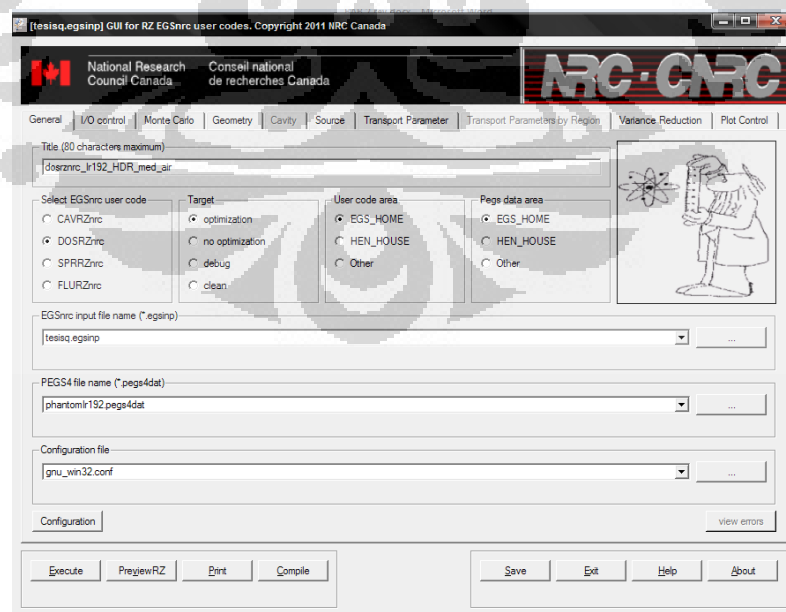 [tesisq.egsinp] GUI for RZ EGSnrc user codes. Copyright 2011 NRC Canada
National Research Conseil national
Council Canada de recherches Canada
NRC·CNRC
General I/O control Monte Carlo Geometry Cavity Source Transport Parameter Transport Parameters by Region Variance Reduction Plot Control
Title (80 characters maximum)
dosrznrc_Ir192_HDR_med_air
Select EGSnrc user code Target User code area Pegs data area
CAVRZnrc optimization EGS_HOME EGS_HOME
DOSRZnrc no optimization HEN_HOUSE HEN_HOUSE
SPRRZnrc debug Other Other
FLURZnrc clean
EGSnrc input file name (*.egsinp)
tesisq.egsinp ...
PEGS4 file name (*.pegs4dat)
phantomIr192.pegs4dat ...
Configuration file
gnu_win32.conf ...
Configuration view errors
Execute PreviewRZ Print Compile Save Exit Help About